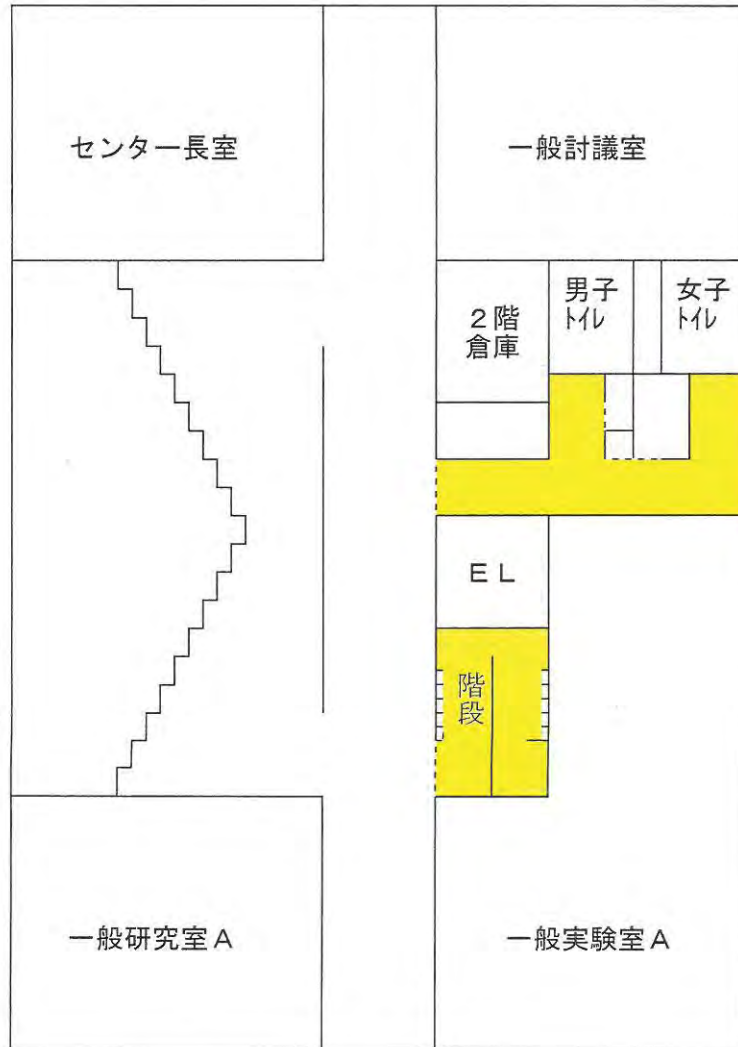 センター長室
一般討議室
2階
倉庫
男子
トイレ
女子
トイレ
EL
階段
一般研究室A
一般実験室A